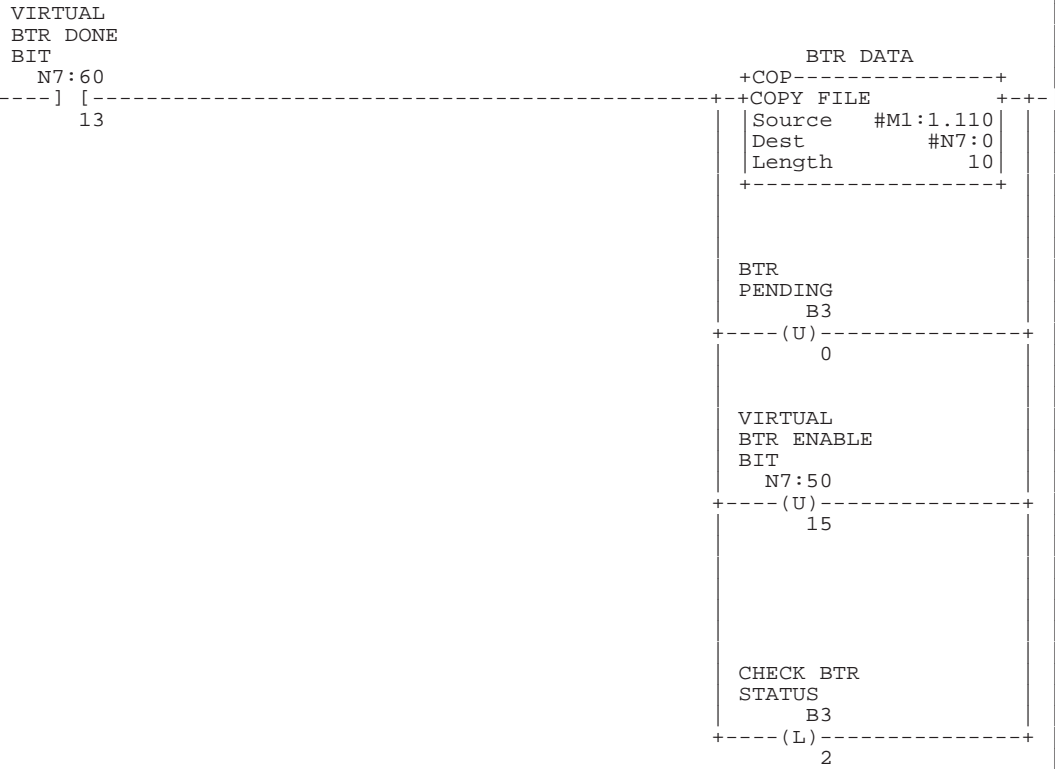 VIRTUAL
BTR DONE
BIT BTR DATA
N7:60 +COP---------------+
----] [-----------------------------------------------+-+COPY FILE +-+-
13 | |Source #M1:1.110| |
| |Dest #N7:0| |
| |Length 10| |
| +------------------+ |
BTR
PENDING
B3
+----(U)---------------+
0
VIRTUAL
BTR ENABLE
BIT
N7:50
+----(U)---------------+
15
CHECK BTR
STATUS
B3
+----(L)---------------+
2